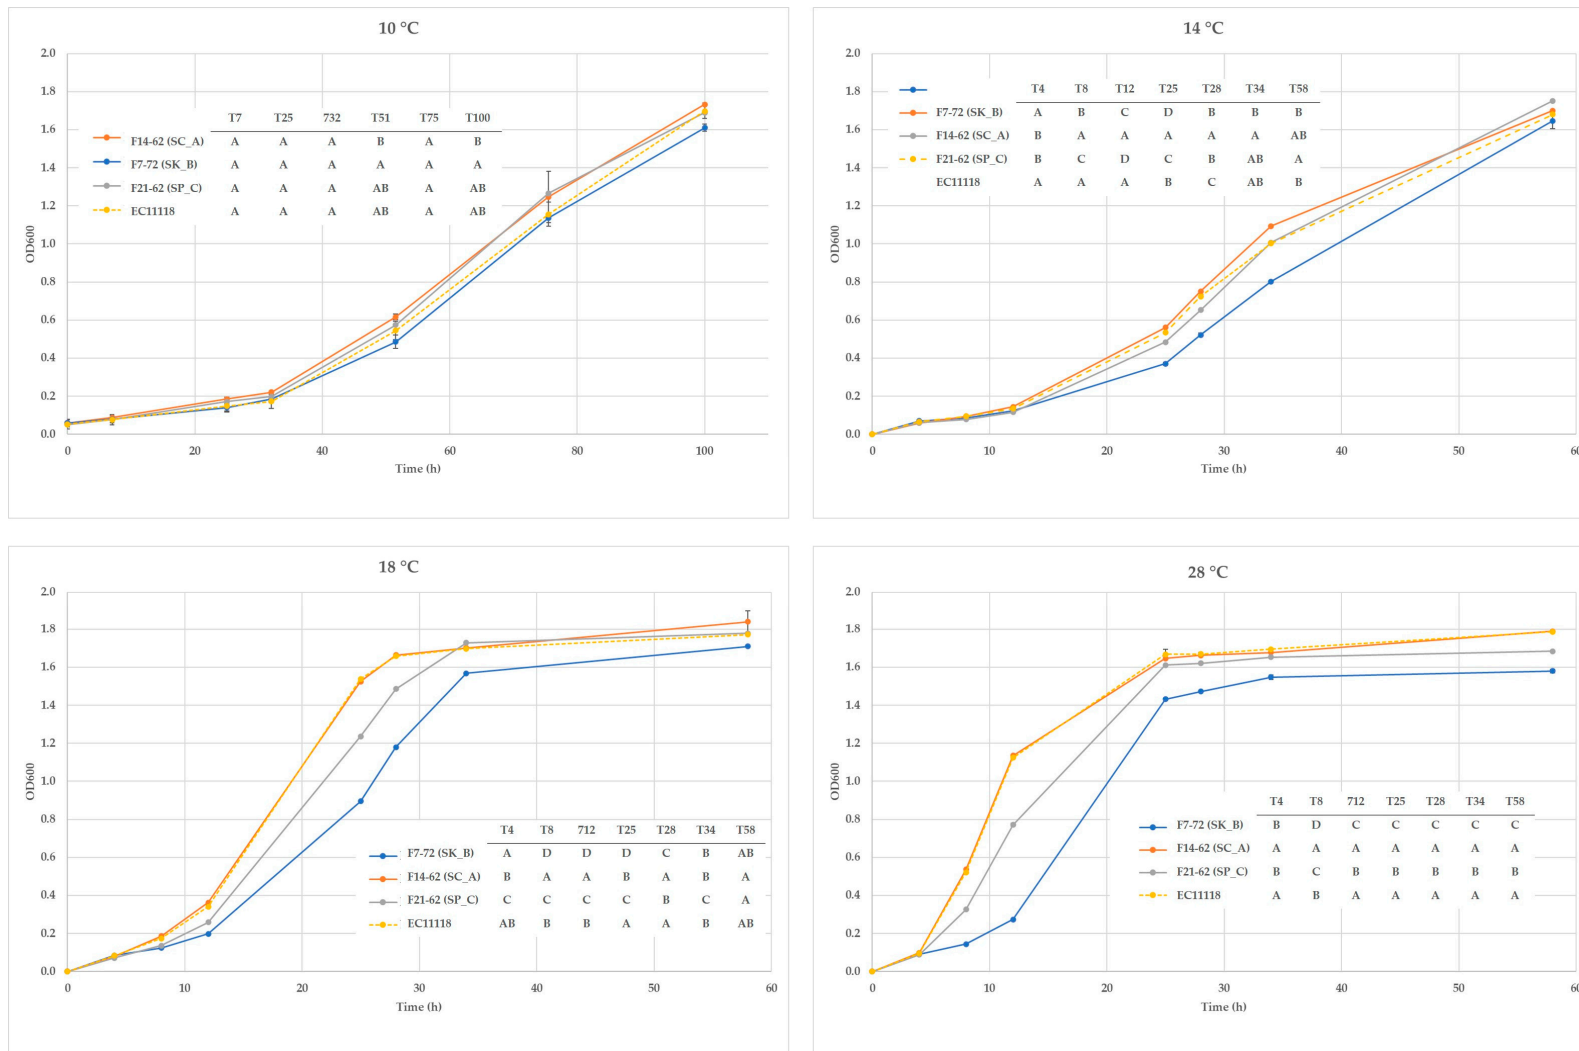 10 °C
2.0
1.8
1.6
1.4
1.2
1.0
0.8
0.6
0.4
0.2
0.0
OD600
T7 T25 732 T51 T75 T100
F14-62 (SC_A) A A A B A B
F7-72 (SK_B) A A A A A A
F21-62 (SP_C) A A A AB A AB
EC11118 A A A AB A AB
0 20 40 60 80 100
Time (h)
14 °C
2.0
1.8
1.6
1.4
1.2
1.0
0.8
0.6
0.4
0.2
0.0
OD600
T4 T8 T12 T25 T28 T34 T58
F7-72 (SK_B) A B C D B B B
F14-62 (SC_A) B A A A A A AB
F21-62 (SP_C) B C D C B AB A
EC11118 A A A B C AB B
0 10 20 30 40 50 60
Time (h)
18 °C
2.0
1.8
1.6
1.4
1.2
1.0
0.8
0.6
0.4
0.2
0.0
OD600
T4 T8 712 T25 T28 T34 T58
F7-72 (SK_B) A D D D C B AB
F14-62 (SC_A) B A A B A B A
F21-62 (SP_C) C C C C B C A
EC11118 AB B B A A B AB
0 10 20 30 40 50 60
Time (h)
28 °C
2.0
1.8
1.6
1.4
1.2
1.0
0.8
0.6
0.4
0.2
0.0
OD600
T4 T8 712 T25 T28 T34 T58
F7-72 (SK_B) B D C C C C C
F14-62 (SC_A) A A A A A A A
F21-62 (SP_C) B C B B B B B
EC11118 A B A A A A A
0 10 20 30 40 50 60
Time (h)